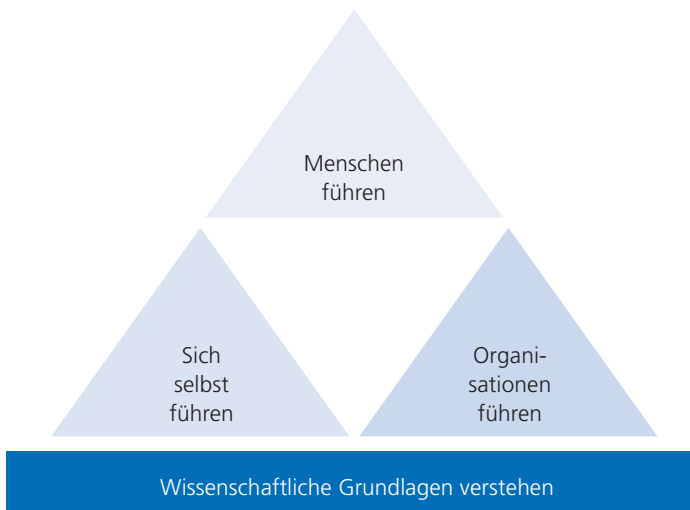 Menschen
führen
Sich
selbst
führen
Organi-
sationen
führen
Wissenschaftliche Grundlagen verstehen